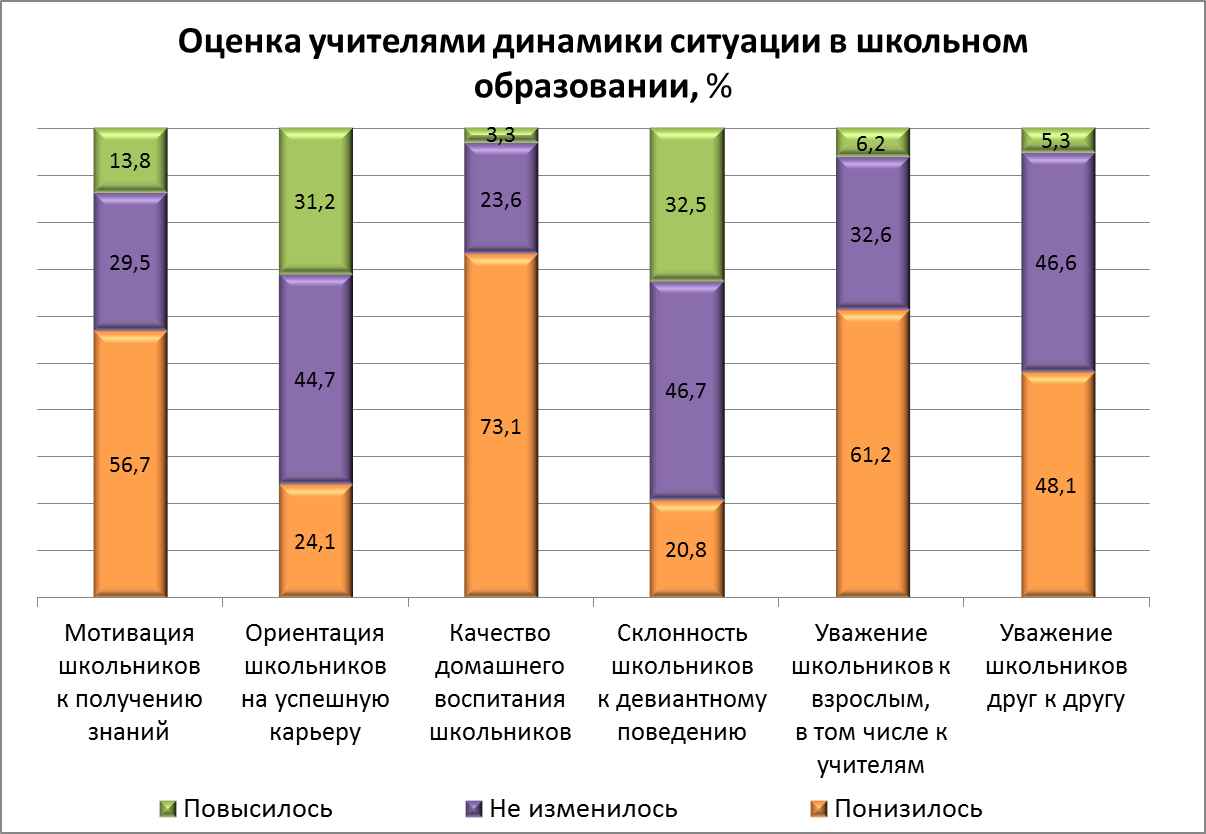 Оценка учителями динамики ситуации в школьном
образовании, %
13,8
31,2
3,3
32,5
6,2
5,3
29,5
44,7
23,6
46,7
32,6
46,6
56,7
24,1
73,1
20,8
61,2
48,1
Мотивация
школьников
к получению
знаний
Ориентация
школьников
на успешную
карьеру
Качество
домашнего
воспитания
школьников
Склонность
школьников
к девиантному
поведению
Уважение
школьников к
взрослым,
в том числе к
учителям
Уважение
школьников
друг к другу
Повысилось
Не изменилось
Понизилось